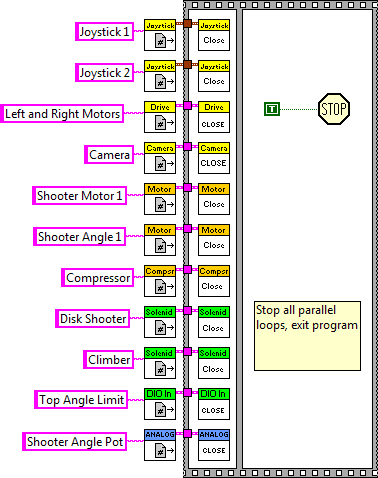 Joystick 1 Joystick Joystick Close
Joystick 2 Joystick Joystick Close
Left and Right Motors Drive Drive CLOSE
T STOP
Camera Camera Camera CLOSE
Shooter Motor 1 Motor Motor Close
Shooter Angle 1 Motor Motor Close
Compressor Compsr Compsr Close
Disk Shooter Solenid Solenid Close
Stop all parallel
loops, exit program
Climber Solenid Solenid Close
Top Angle Limit DIO In DIO In CLOSE
Shooter Angle Pot ANALOG ANALOG CLOSE